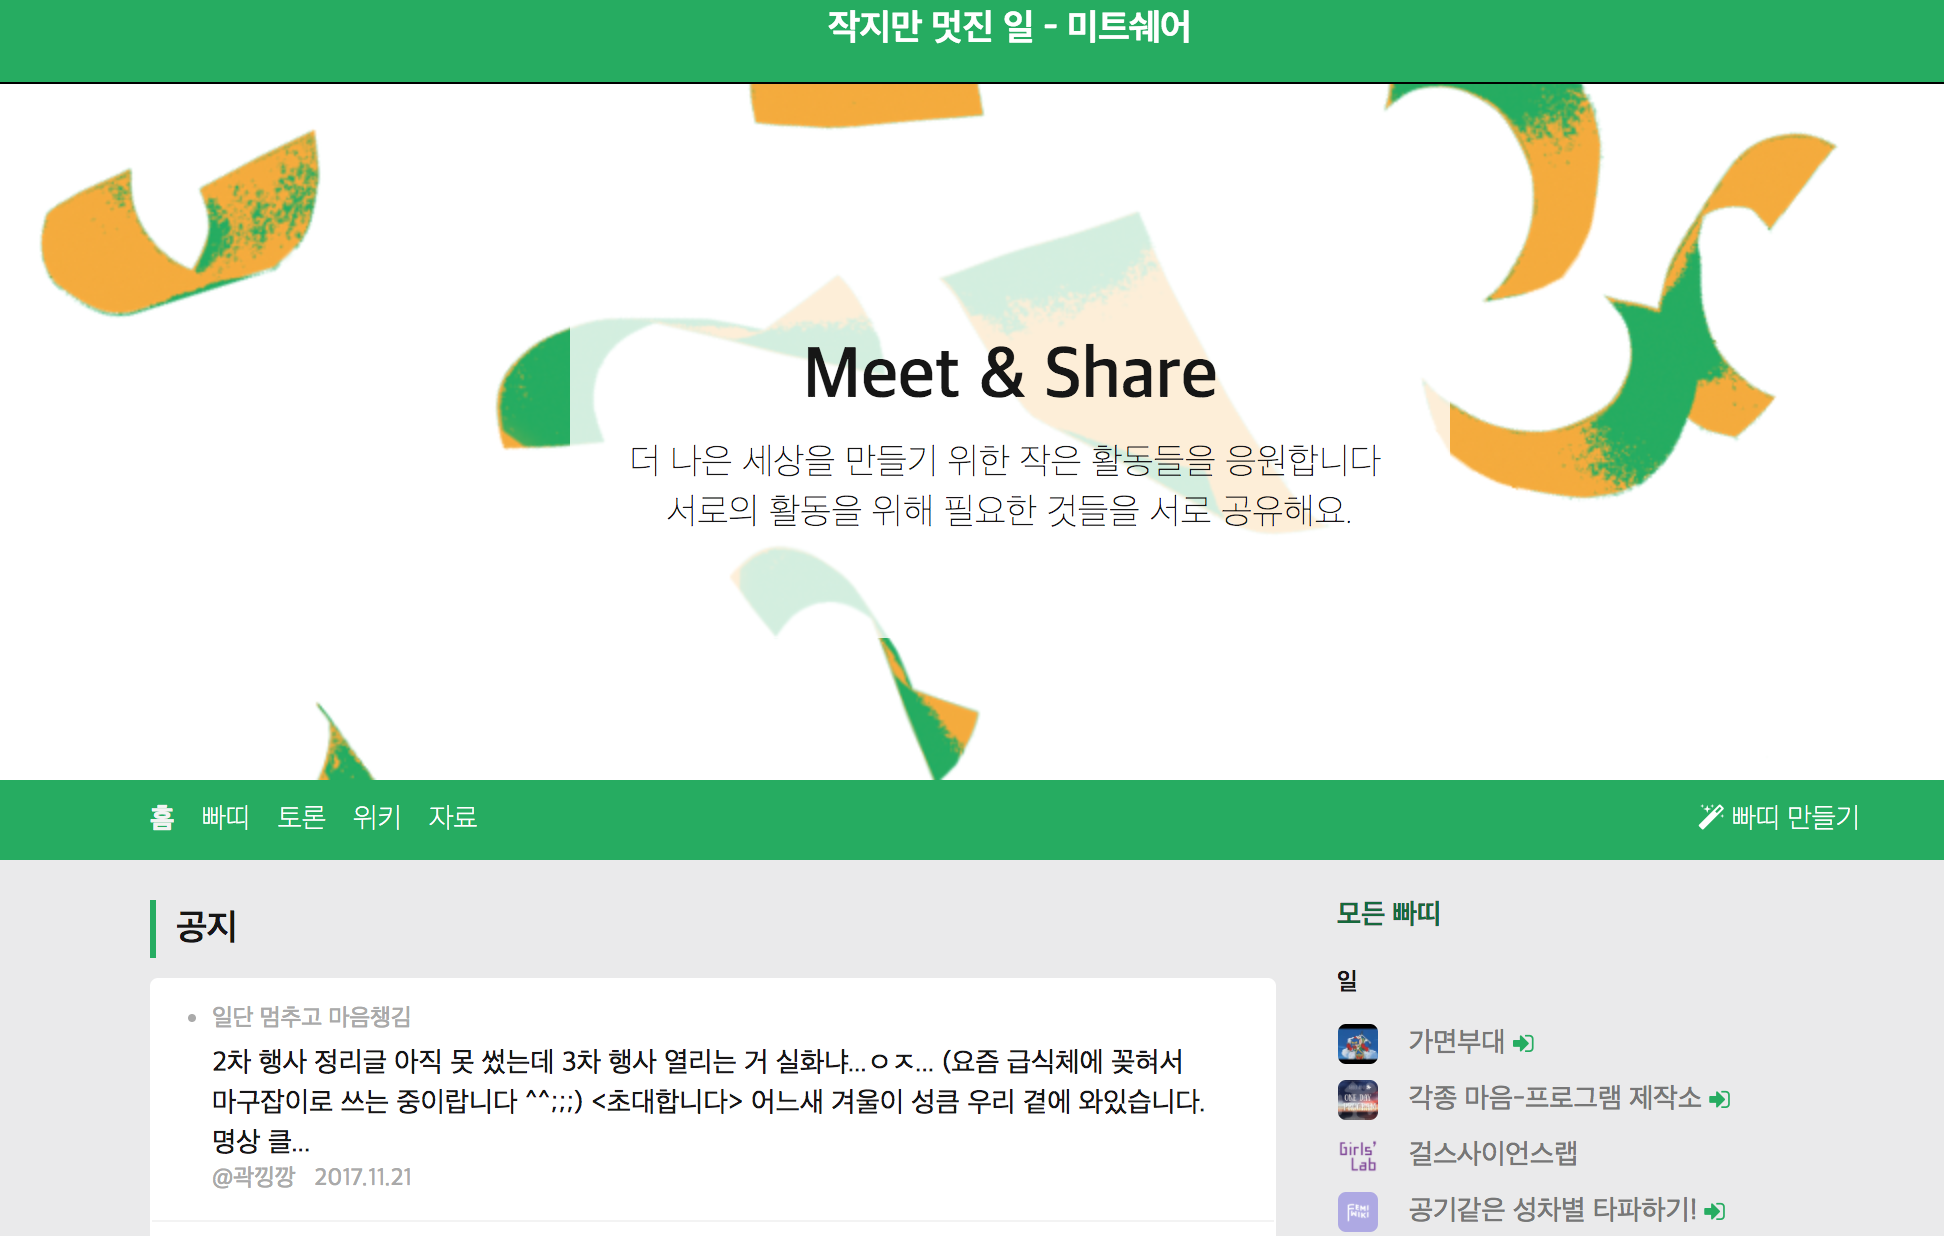 작지만 멋진 일 - 미트쉐어
Meet & Share
더 나은 세상을 만들기 위한 작은 활동들을 응원합니다
서로의 활동을 위해 필요한 것들을 서로 공유해요.
홈 빠띠 토론 위키 자료 빠띠 만들기
공지
일단 멈추고 마음챙김
2차 행사 정리글 아직 못 썼는데 3차 행사 열리는 거 실화냐...ㅇㅈ... (요즘 급식체에 꽂혀서
마구잡이로 쓰는 중이랍니다 ^^;;;) <초대합니다> 어느새 겨울이 성큼 우리 곁에 와있습니다.
명상 클...
@곽낑깡 2017.11.21
모든 빠띠
일
가면부대
각종 마음-프로그램 제작소
Girls'
Lab
걸스사이언스랩
FEMI
WIKI
공기같은 성차별 타파하기!